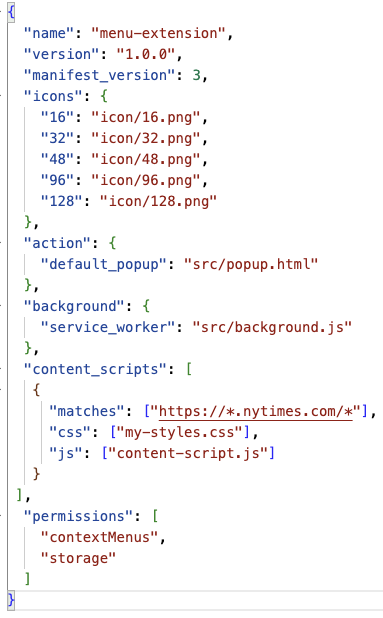 {
  "name": "menu-extension",
  "version": "1.0.0",
  "manifest_version": 3,
  "icons": {
    "16": "icon/16.png",
    "32": "icon/32.png",
    "48": "icon/48.png",
    "96": "icon/96.png",
    "128": "icon/128.png"
  },
  "action": {
    "default_popup": "src/popup.html"
  },
  "background": {
    "service_worker": "src/background.js"
  },
  "content_scripts": [
   {
     "matches": ["https://*.nytimes.com/*"],
     "css": ["my-styles.css"],
     "js": ["content-script.js"]
   }
 ],
  "permissions": [
    "contextMenus",
    "storage"
  ]
}